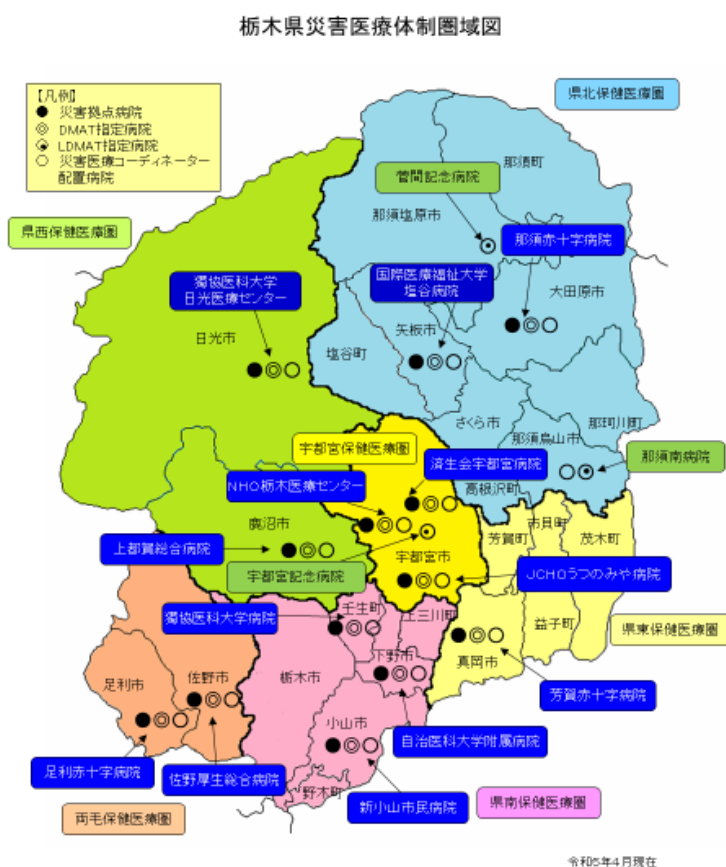 栃木県災害医療体制圏域図
【凡例】
● 災害拠点病院
◎ DMAT指定病院
LDMAT指定病院
○ 災害医療コーディネーター
配置病院
県北保健医療圏
那須町
菅間記念病院
那須塩原市
県西保健医療圏
那須赤十字病院
獨協医科大学
日光医療センター
国際医療福祉大学
塩谷病院
大田原市
日光市
矢板市
塩谷町
さくら市
那珂川町
那須烏山市
宇都宮保健医療圏
済生会宇都宮病院
那須南病院
NHO栃木医療センター
高根沢町
鹿沼市
芳賀町
市貝町
茂木町
上都賀総合病院
宇都宮市
宇都宮記念病院
JCHOうつのみや病院
獨協医科大学病院
壬生町
上三川町
益子町
県東保健医療圏
下野市
真岡市
足利市
佐野市
栃木市
芳賀赤十字病院
小山市
自治医科大学附属病院
足利赤十字病院
佐野厚生総合病院
野木町
新小山市民病院
県南保健医療圏
両毛保健医療圏
令和5年4月現在